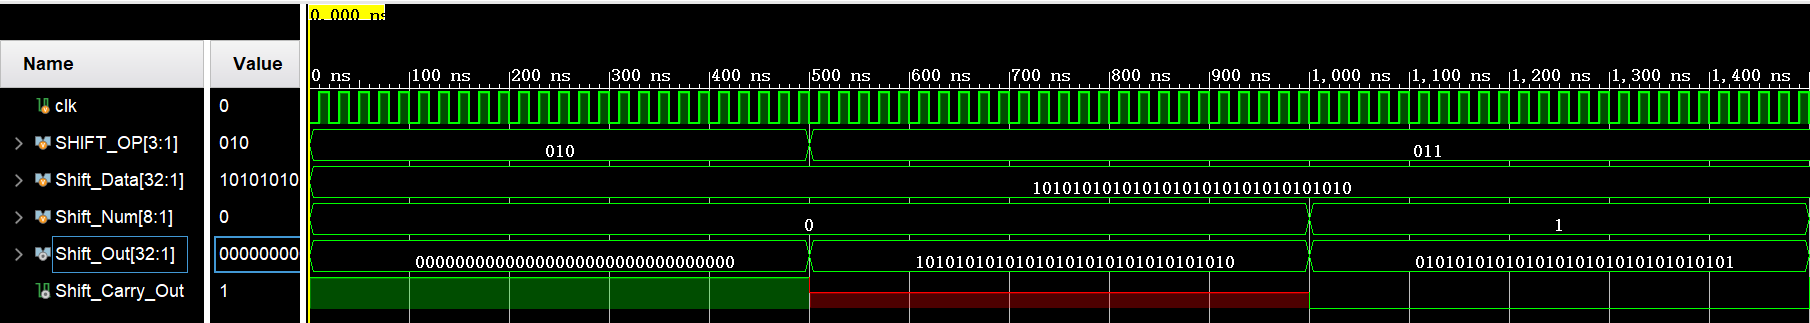 0.000 ns
Name Value
0 ns 100 ns 200 ns 300 ns 400 ns 500 ns 600 ns 700 ns 800 ns 900 ns 1,000 ns 1,100 ns 1,200 ns 1,300 ns 1,400 ns
clk 0
SHIFT_OP[3:1] 010 010 011
Shift_Data[32:1] 10101010 10101010101010101010101010101010
Shift_Num[8:1] 0 0 1
Shift_Out[32:1] 00000000 00000000000000000000000000000000 10101010101010101010101010101010 01010101010101010101010101010101
Shift_Carry_Out 1